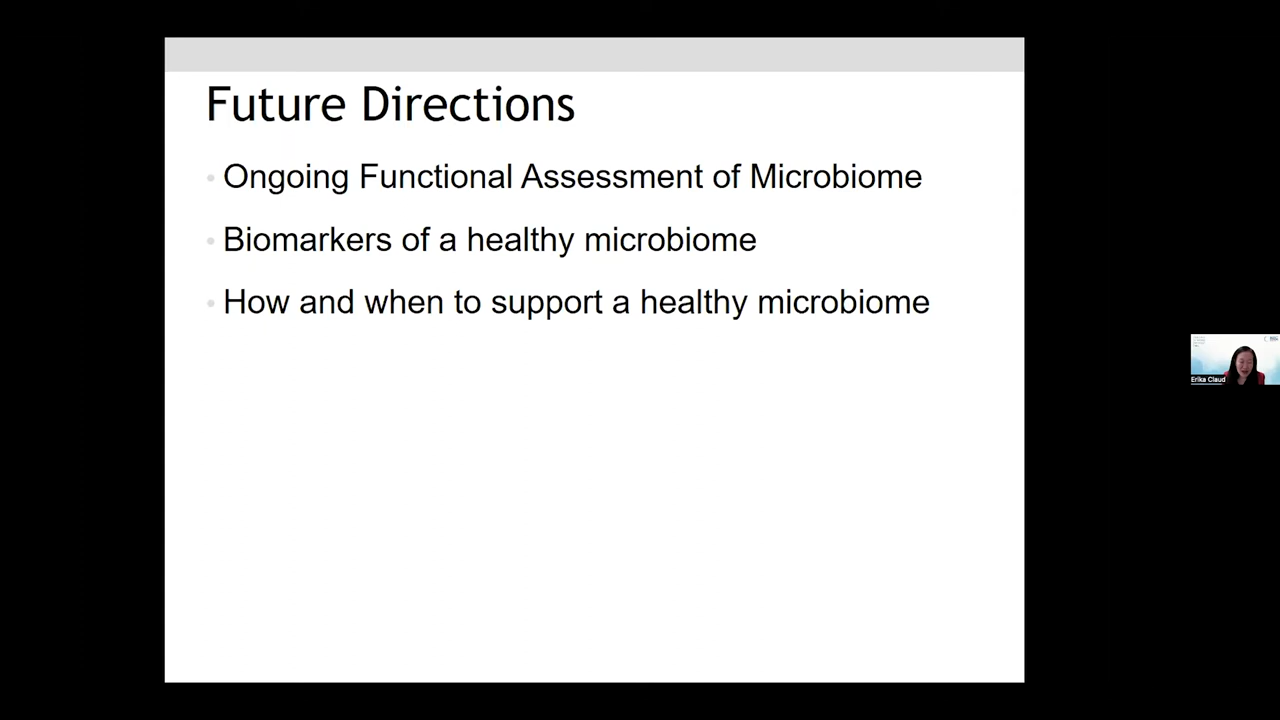 Future Directions
Ongoing Functional Assessment of Microbiome
Biomarkers of a healthy microbiome
How and when to support a healthy microbiome
Erika Claud